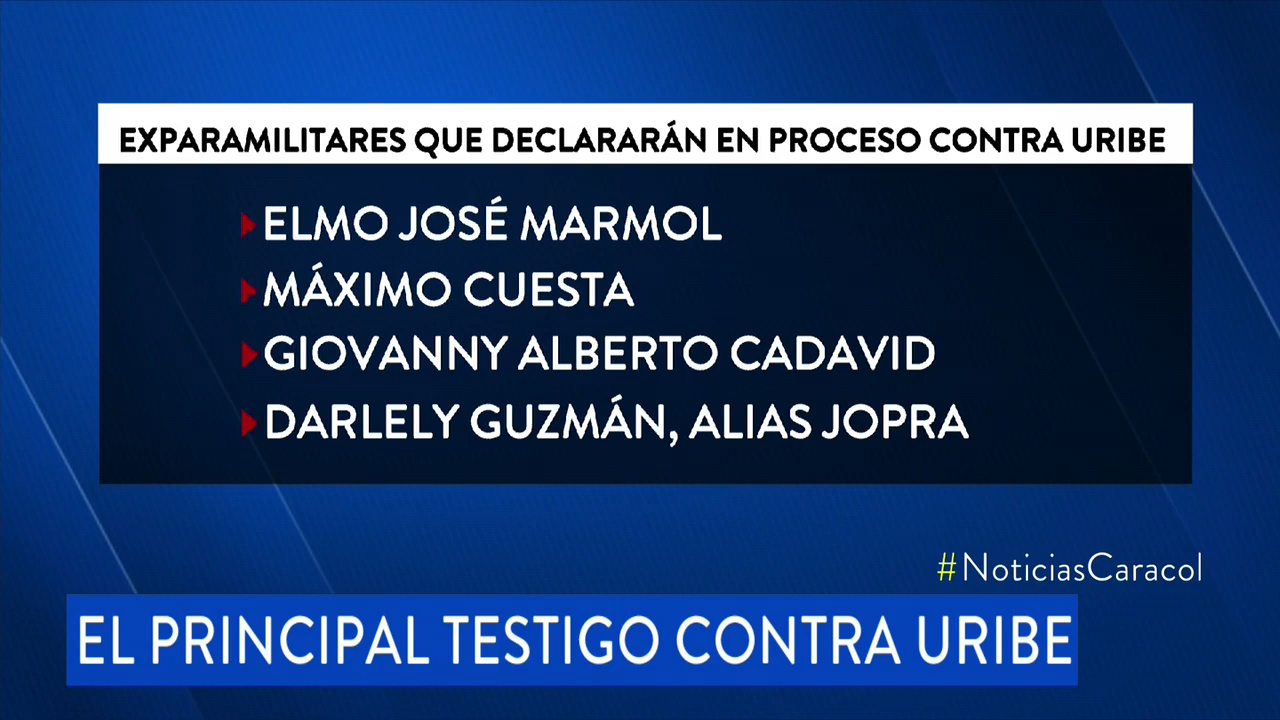 EXPARAMILITARES QUE DECLARARÁN EN PROCESO CONTRA URIBE
ELMO JOSÉ MARMOL
MÁXIMO CUESTA
GIOVANNY ALBERTO CADAVID
DARLELY GUZMÁN, ALIAS JOPRA
#NoticiasCaracol
EL PRINCIPAL TESTIGO CONTRA URIBE